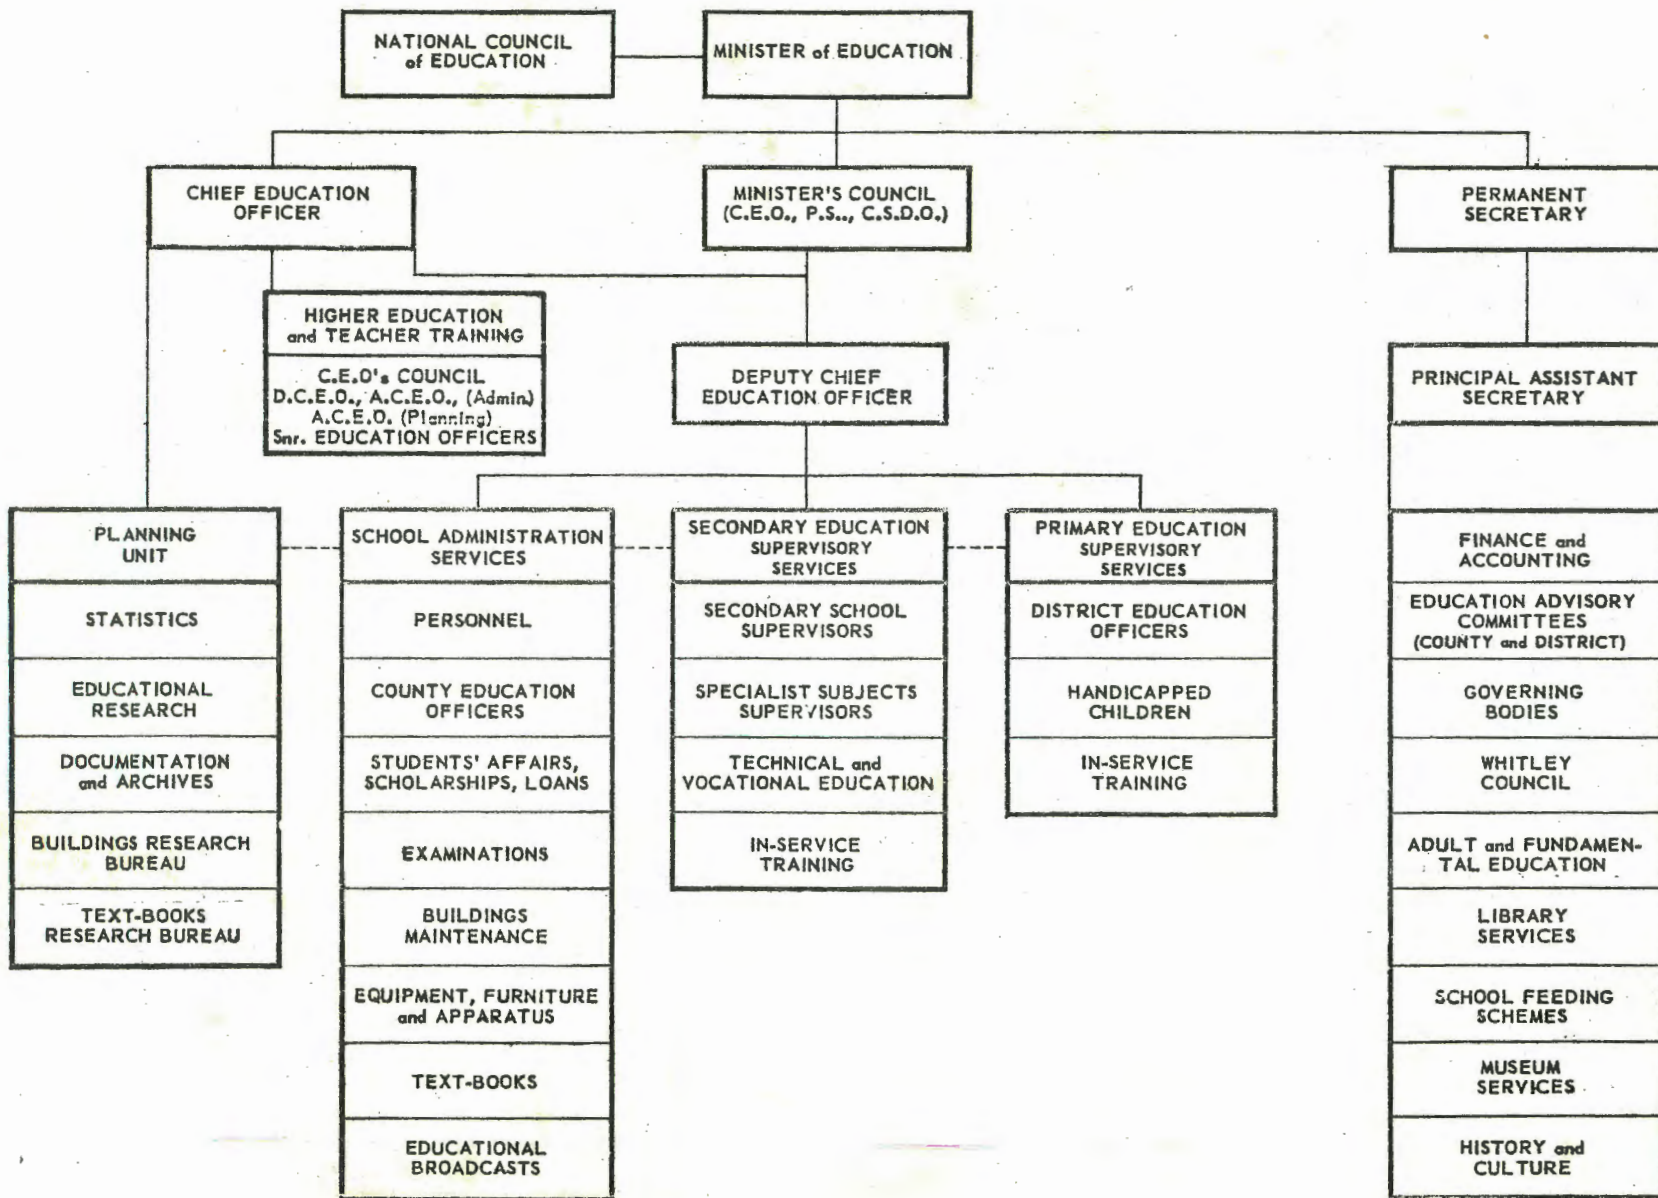 NATIONAL COUNCIL
of EDUCATION
MINISTER of EDUCATION
CHIEF EDUCATION
OFFICER
MINISTER'S COUNCIL
(C.E.O., P.S.., C.S.D.O.)
PERMANENT
SECRETARY
HIGHER EDUCATION
and TEACHER TRAINING
C.E.O's COUNCIL
D.C.E.O., A.C.E.O., (Admin.)
A.C.E.O. (Planning)
Snr. EDUCATION OFFICERS
DEPUTY CHIEF
EDUCATION OFFICER
PRINCIPAL ASSISTANT
SECRETARY
PLANNING
UNIT
STATISTICS
EDUCATIONAL
RESEARCH
DOCUMENTATION
and ARCHIVES
BUILDINGS RESEARCH
BUREAU
TEXT-BOOKS
RESEARCH BUREAU
SCHOOL ADMINISTRATION
SERVICES
PERSONNEL
COUNTY EDUCATION
OFFICERS
STUDENTS' AFFAIRS,
SCHOLARSHIPS, LOANS
EXAMINATIONS
BUILDINGS
MAINTENANCE
EQUIPMENT, FURNITURE
and APPARATUS
TEXT-BOOKS
EDUCATIONAL
BROADCASTS
SECONDARY EDUCATION
SUPERVISORY
SERVICES
SECONDARY SCHOOL
SUPERVISORS
SPECIALIST SUBJECTS
SUPERVISORS
TECHNICAL and
VOCATIONAL EDUCATION
IN-SERVICE
TRAINING
PRIMARY EDUCATION
SUPERVISORY
SERVICES
DISTRICT EDUCATION
OFFICERS
HANDICAPPED
CHILDREN
IN-SERVICE
TRAINING
FINANCE and
ACCOUNTING
EDUCATION ADVISORY
COMMITTEES
(COUNTY and DISTRICT)
GOVERNING
BODIES
WHITLEY
COUNCIL
ADULT and FUNDAMEN-
TAL EDUCATION
LIBRARY
SERVICES
SCHOOL FEEDING
SCHEMES
MUSEUM
SERVICES
HISTORY and
CULTURE